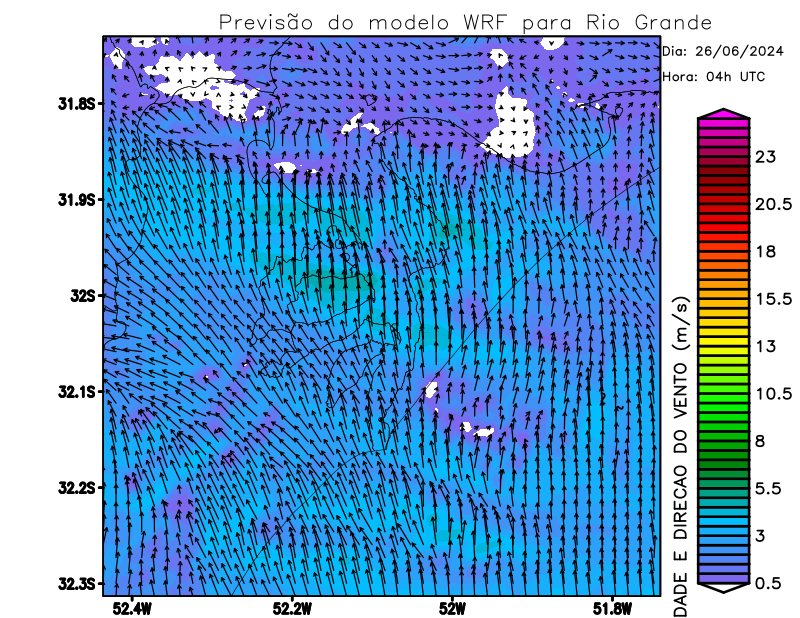 Previsão do modelo WRF para Rio Grande
Dia: 26/06/2024
Hora: 04h UTC
31.8S
31.9S
32S
32.1S
32.2S
32.3S
52.4W
52.2W
52W
51.8W
23
20.5
18
15.5
13
10.5
8
5.5
3
0.5
DADE E DIRECAO DO VENTO (m/s)